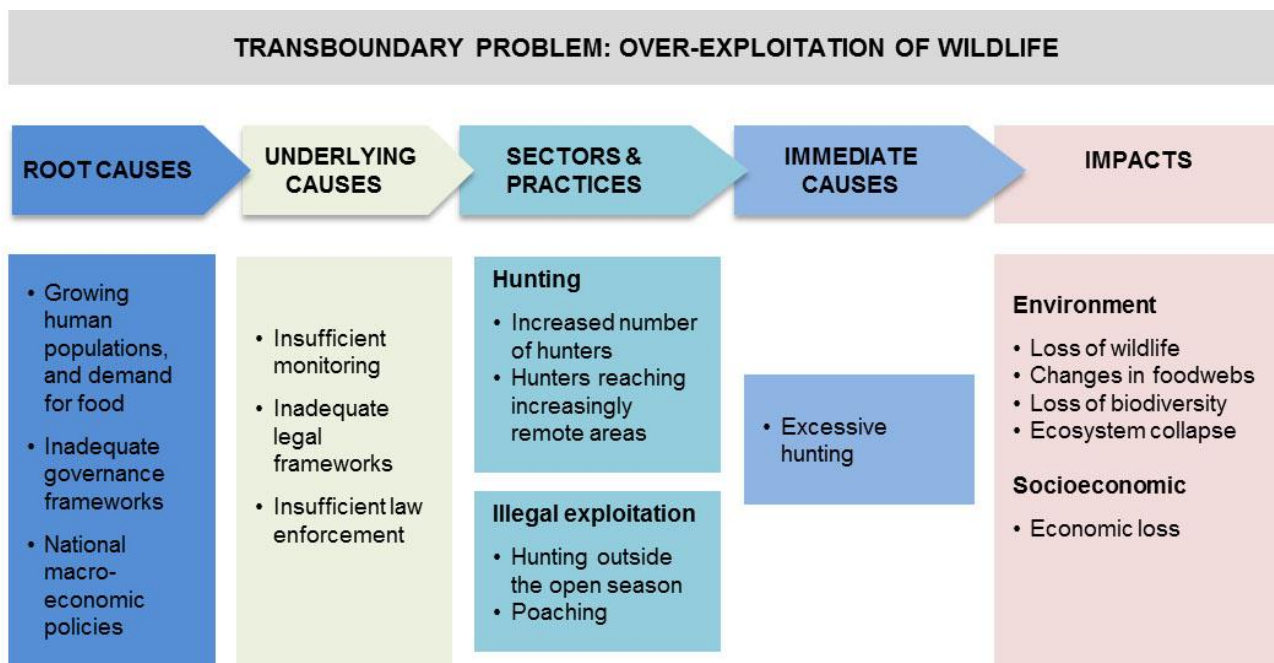 TRANSBOUNDARY PROBLEM: OVER-EXPLOITATION OF WILDLIFE
ROOT CAUSES
UNDERLYING
CAUSES
SECTORS &
PRACTICES
IMMEDIATE
CAUSES
IMPACTS
• Growing
human
populations,
and demand
for food
• Inadequate
governance
frameworks
• National
macro-
economic
policies
• Insufficient
monitoring
• Inadequate
legal
frameworks
• Insufficient law
enforcement
Hunting
• Increased number
of hunters
• Hunters reaching
increasingly
remote areas
Illegal exploitation
• Hunting outside
the open season
• Poaching
• Excessive
hunting
Environment
• Loss of wildlife
• Changes in foodwebs
• Loss of biodiversity
• Ecosystem collapse
Socioeconomic
• Economic loss